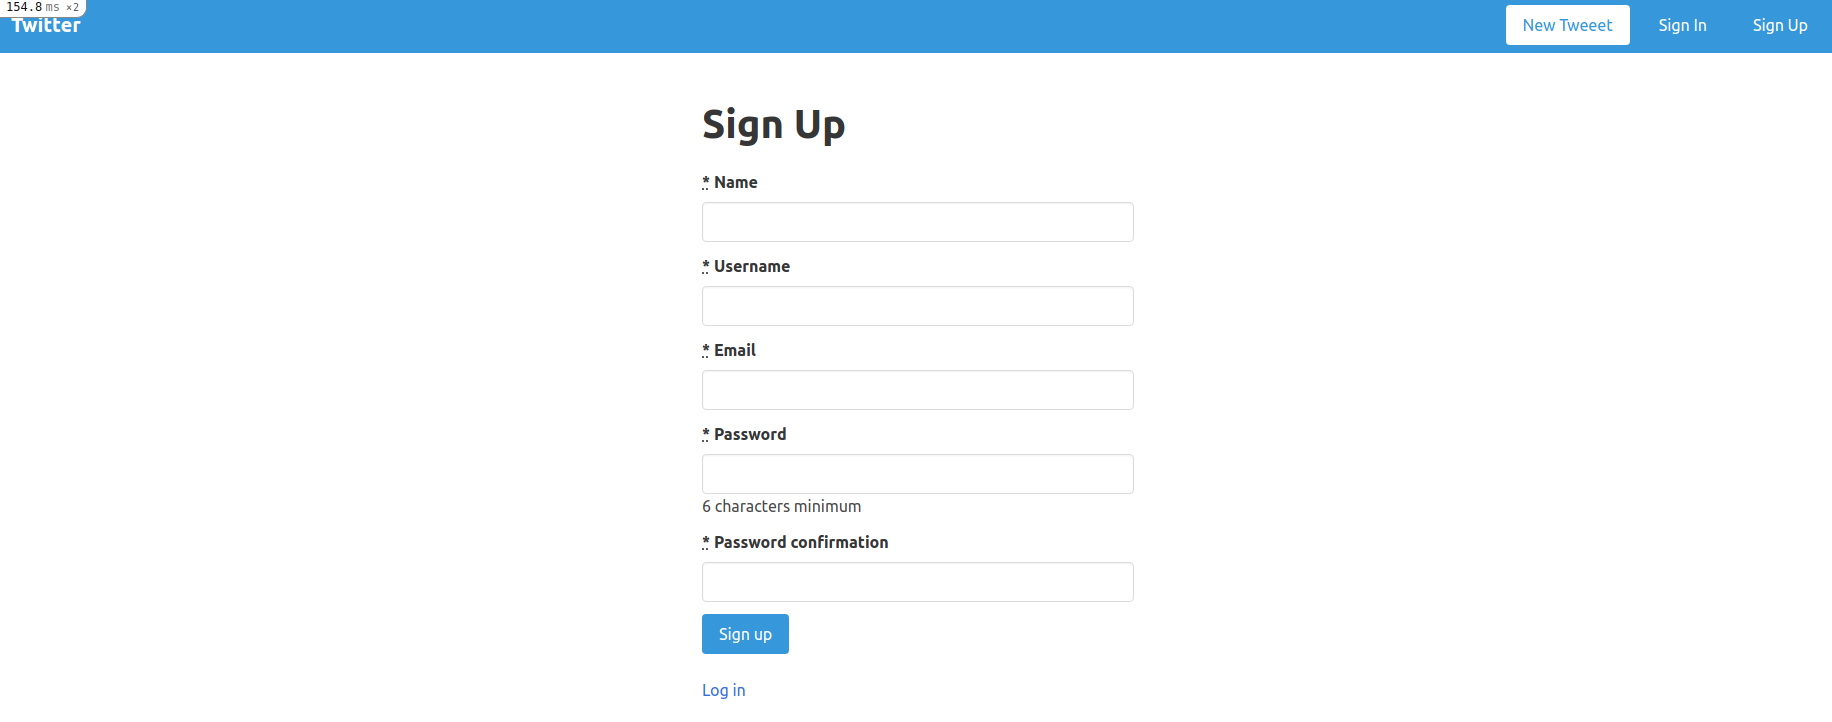 154.8 ms ×2
Twitter
New Tweeet
Sign In
Sign Up
Sign Up
* Name
* Username
* Email
* Password
6 characters minimum
* Password confirmation
Sign up
Log in